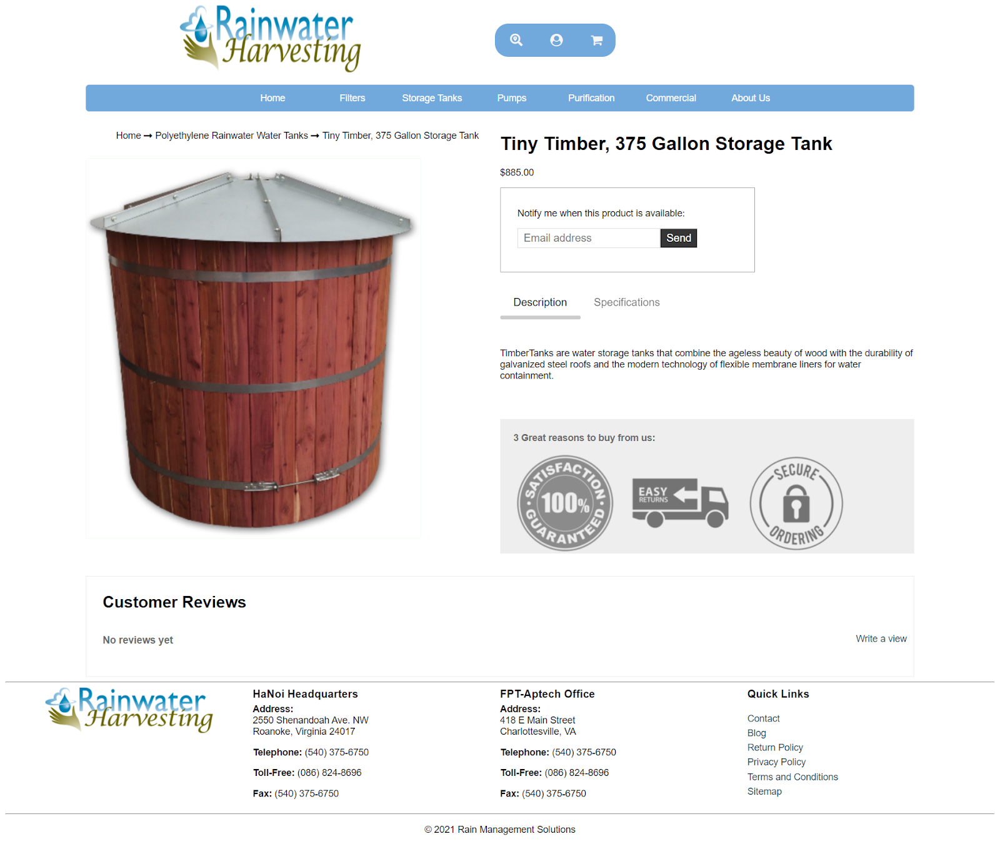 Rainwater
Harvesting
Home Filters Storage Tanks Pumps Purification Commercial About Us
Home → Polyethylene Rainwater Water Tanks → Tiny Timber, 375 Gallon Storage Tank
Tiny Timber, 375 Gallon Storage Tank
$885.00
Notify me when this product is available:
Email address Send
Description Specifications
TimberTanks are water storage tanks that combine the ageless beauty of wood with the durability of
galvanized steel roofs and the modern technology of flexible membrane liners for water
containment.
3 Great reasons to buy from us:
SATISFACTION
100%
GUARANTEED
EASY
RETURNS
SECURE
ORDERING
Customer Reviews
No reviews yet
Write a view
Rainwater
Harvesting
HaNoi Headquarters
Address:
2550 Shenandoah Ave. NW
Roanoke, Virginia 24017
Telephone: (540) 375-6750
Toll-Free: (086) 824-8696
Fax: (540) 375-6750
FPT-Aptech Office
Address:
418 E Main Street
Charlottesville, VA
Telephone: (540) 375-6750
Toll-Free: (086) 824-8696
Fax: (540) 375-6750
Quick Links
Contact
Blog
Return Policy
Privacy Policy
Terms and Conditions
Sitemap
© 2021 Rain Management Solutions